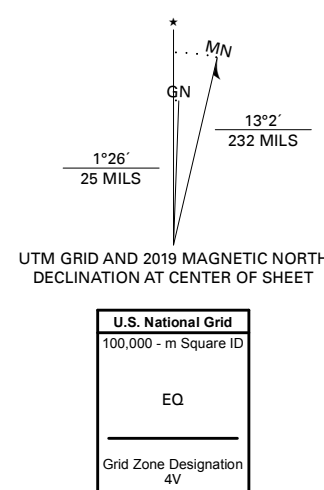 ★
MN
GN
13°2´
232 MILS
1°26´
25 MILS
UTM GRID AND 2019 MAGNETIC NORTH
DECLINATION AT CENTER OF SHEET
U.S. National Grid
100,000 - m Square ID
EQ
Grid Zone Designation
4V